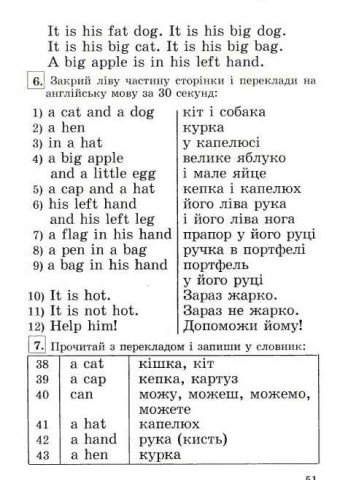 It is his fat dog. It is his big dog.
It is his big cat. It is his big bag.
A big apple is in his left hand.
6. Закрий ліву частину сторінки і переклади на
англійську мову за 30 секунд:
1) a cat and a dog кіт і собака
2) a hen курка
3) in a hat у капелюсі
4) a big apple велике яблуко
and a little egg і мале яйце
5) a cap and a hat кепка і капелюх
6) his left hand його ліва рука
and his left leg і його ліва нога
7) a flag in his hand прапор у його руці
8) a pen in a bag ручка в портфелі
9) a bag in his hand портфель
у його руці
10) It is hot. Зараз жарко.
11) It is not hot. Зараз не жарко.
12) Help him! Допоможи йому!
7. Прочитай з перекладом і запиши у словник:
38 a cat кішка, кіт
39 a cap кепка, картуз
40 can можу, можеш, можемо,
можете
41 a hat капелюх
42 a hand рука (кисть)
43 a hen курка
51